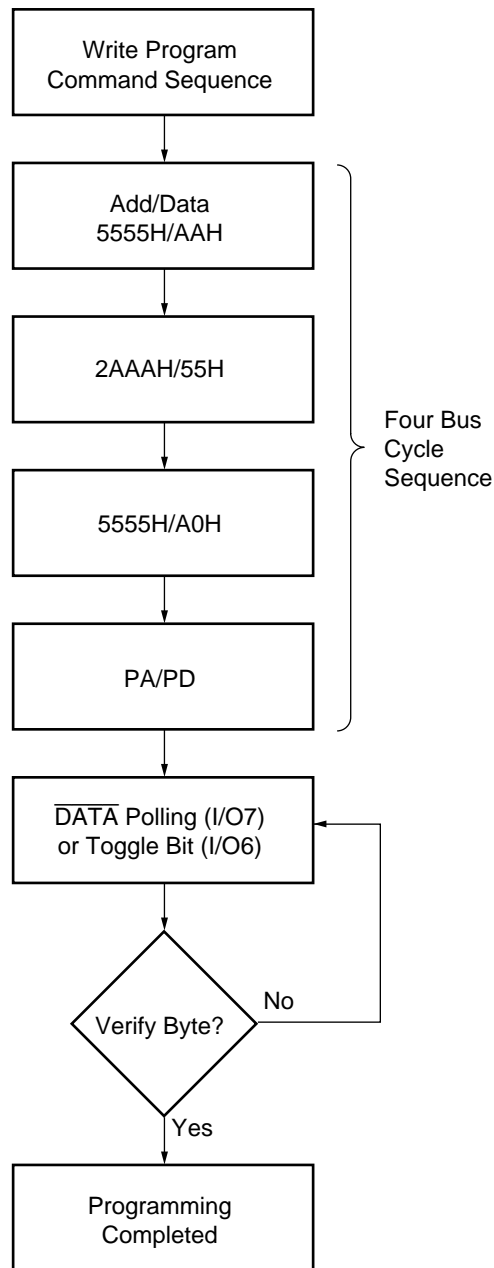 Write Program
Command Sequence
Add/Data
5555H/AAH
2AAAH/55H
5555H/A0H
PA/PD
Four Bus
Cycle
Sequence
DATA Polling (I/O7)
or Toggle Bit (I/O6)
Verify Byte?
No
Yes
Programming
Completed